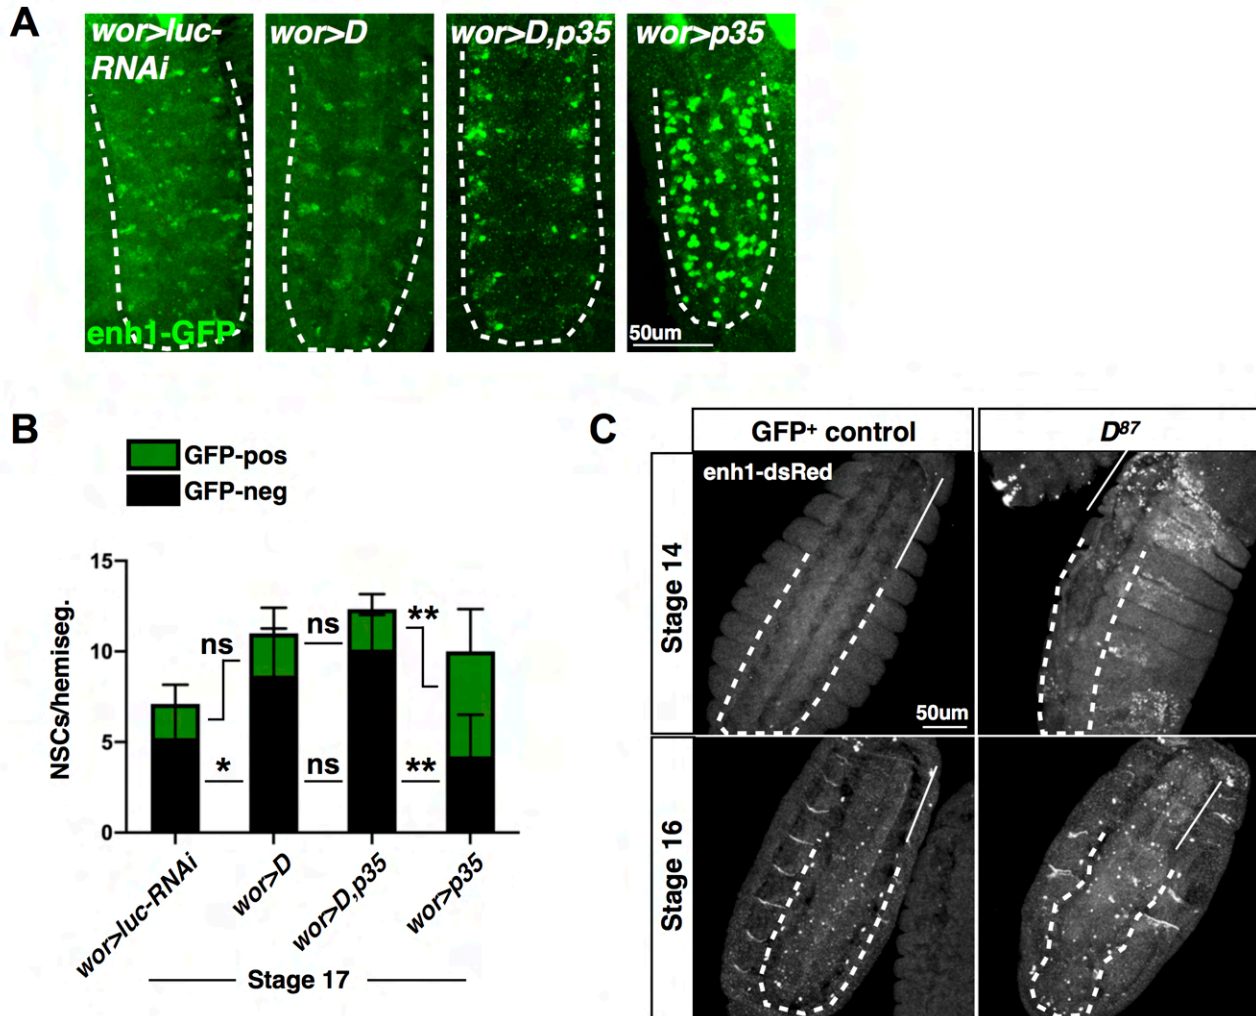 A
wor>luc-
RNAi
wor>D
wor>D,p35
wor>p35
enh1-GFP
50um
B
GFP-pos
GFP-neg
NSCs/hemiseg.
15
10
5
0
ns
*
ns
ns
**
**
wor>luc-RNAi
wor>D
wor>D,p35
wor>p35
Stage 17
C
GFP+ control
D87
Stage 14
enh1-dsRed
50um
Stage 16